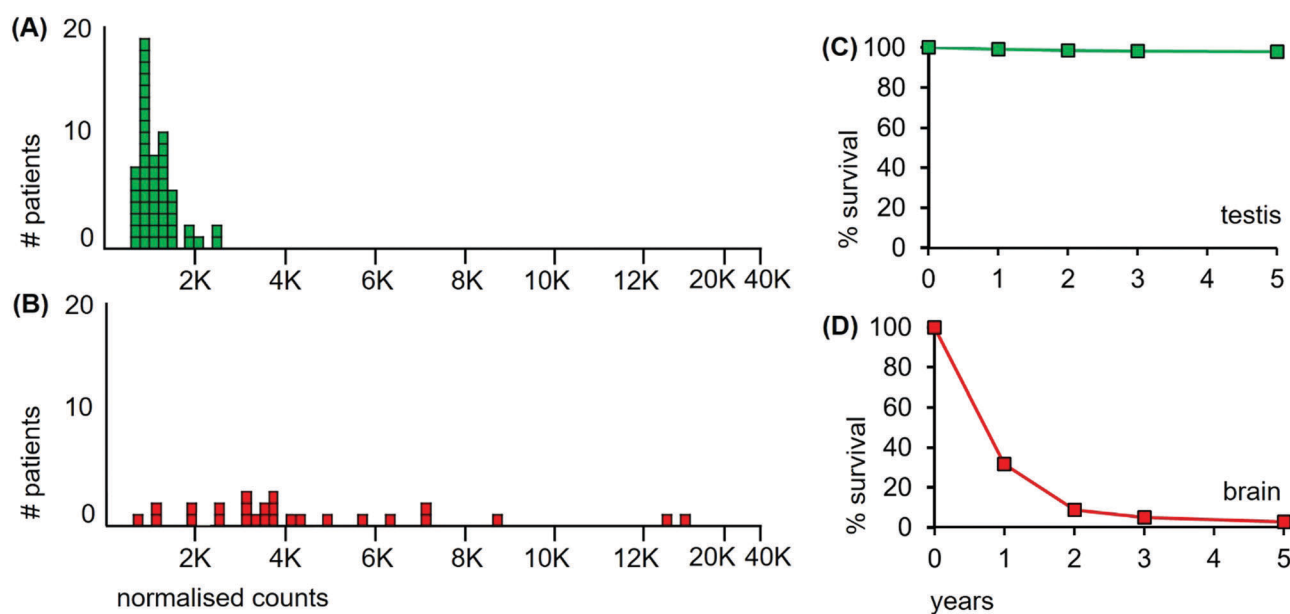 (A)
20
10
0
# patients
2K 4K 6K 8K 10K 12K 20K 40K
(B)
20
10
0
# patients
2K 4K 6K 8K 10K 12K 20K 40K
normalised counts
(C)
100
80
60
40
20
0
% survival
testis
0 1 2 3 4 5
(D)
100
80
60
40
20
0
% survival
brain
0 1 2 3 4 5
years